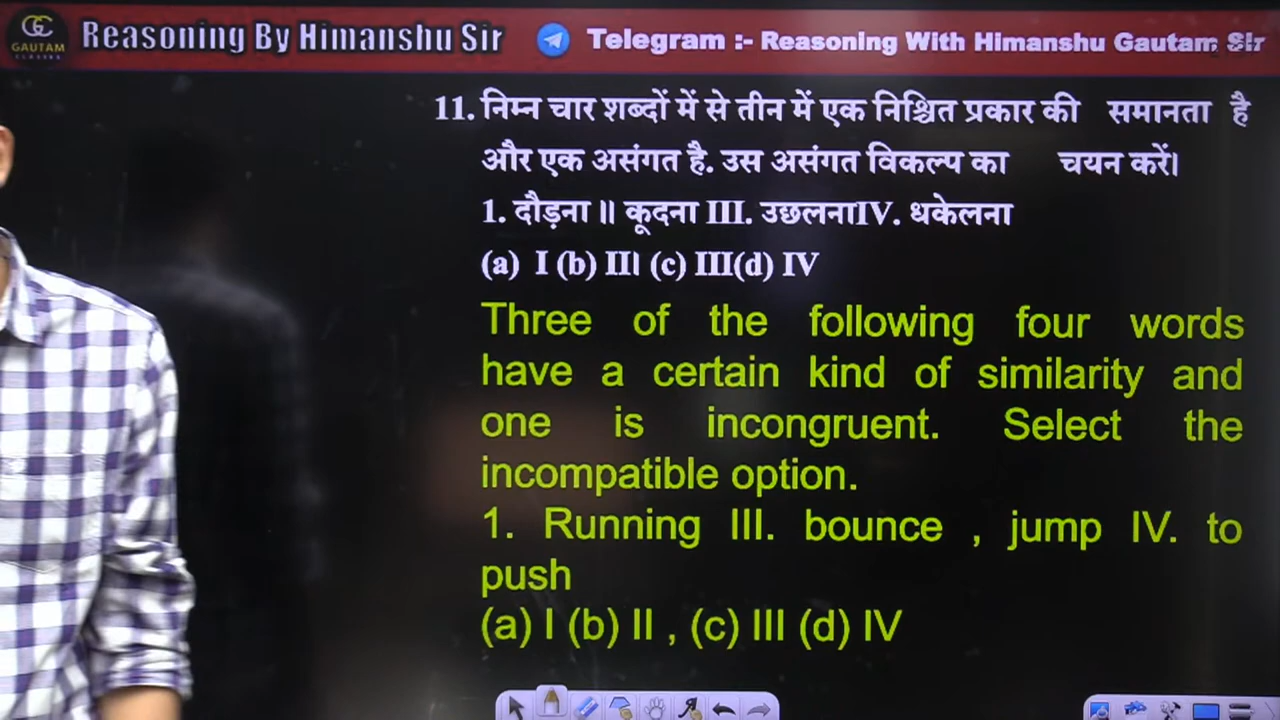 GC
GAUTAM
CLASSES
Reasoning By Himanshu Sir
Telegram :- Reasoning With Himanshu Gautam Sir
11. निम्न चार शब्दों में से तीन में एक निश्चित प्रकार की समानता है
और एक असंगत है. उस असंगत विकल्प का चयन करें।
1. दौड़ना॥ कूदना III. उछलनाIV. धकेलना
(a) I (b) II। (c) III(d) IV
Three of the following four words
have a certain kind of similarity and
one is incongruent. Select the
incompatible option.
1. Running III. bounce , jump IV. to
push
(a) I (b) II , (c) III (d) IV